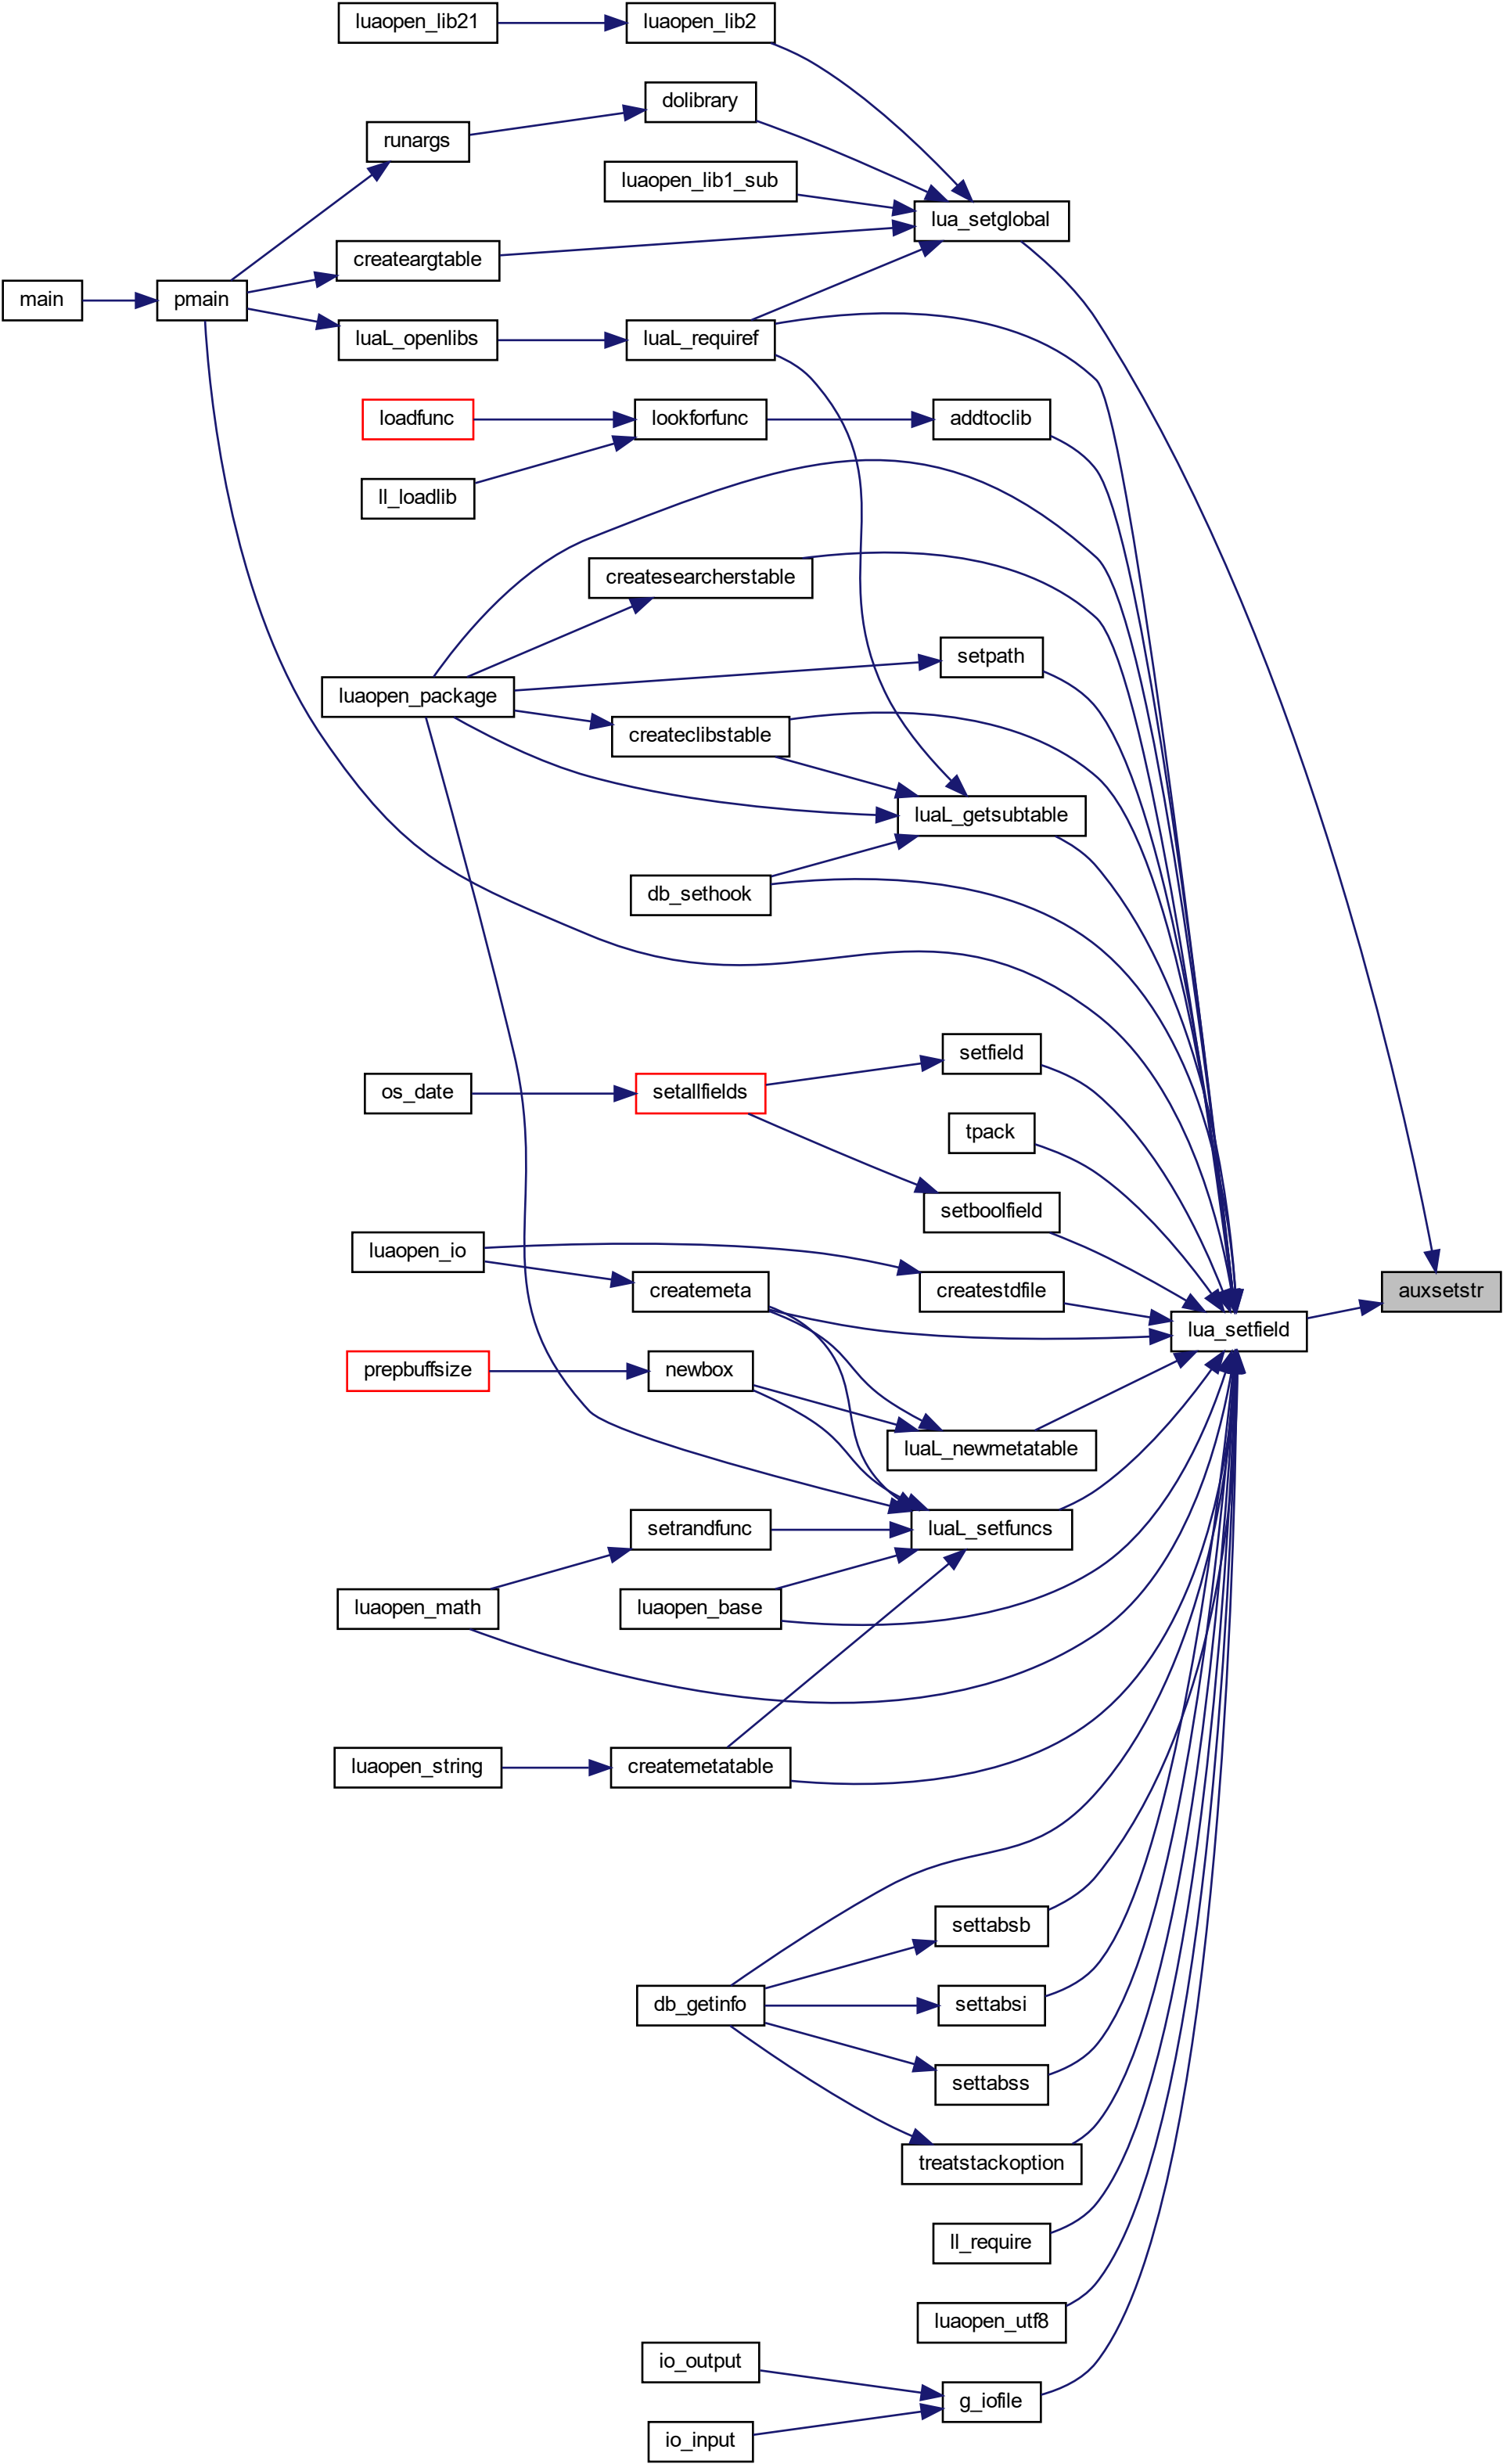 luaopen_lib21
luaopen_lib2
dolibrary
runargs
luaopen_lib1_sub
lua_setglobal
createargtable
main
pmain
luaL_openlibs
luaL_requiref
loadfunc
lookforfunc
addtoclib
ll_loadlib
createsearcherstable
setpath
luaopen_package
createclibstable
luaL_getsubtable
db_sethook
setfield
os_date
setallfields
tpack
setboolfield
luaopen_io
createmeta
createstdfile
auxsetstr
lua_setfield
prepbuffsize
newbox
luaL_newmetatable
setrandfunc
luaL_setfuncs
luaopen_math
luaopen_base
luaopen_string
createmetatable
settabsb
db_getinfo
settabsi
settabss
treatstackoption
ll_require
luaopen_utf8
io_output
g_iofile
io_input